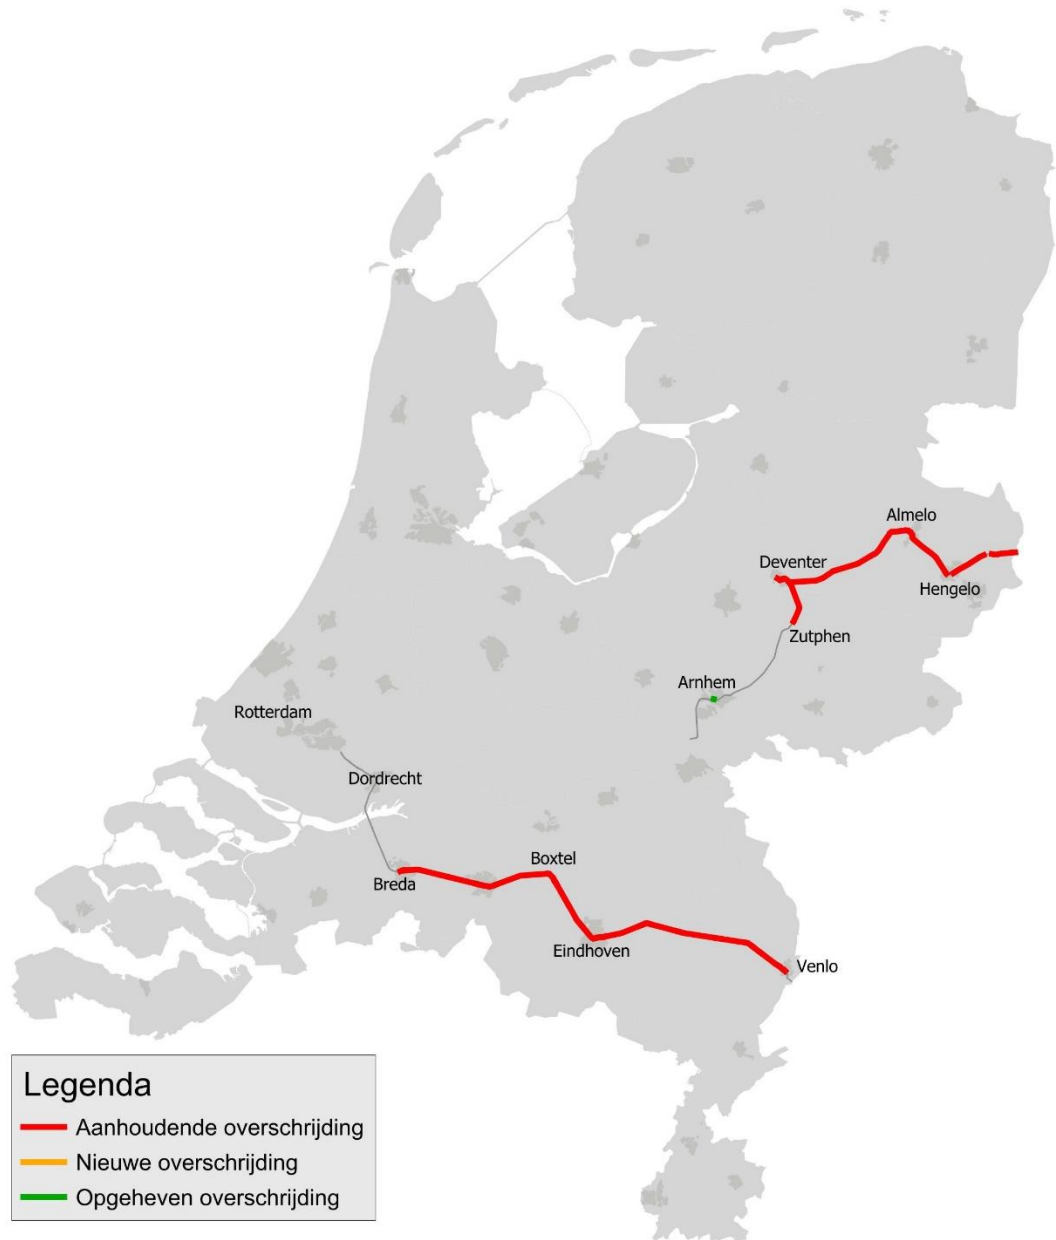 Almelo
Deventer
Hengelo
Zutphen
Arnhem
Rotterdam
Dordrecht
Boxtel
Breda
Eindhoven
Venlo
Legenda
Aanhoudende overschrijding
Nieuwe overschrijding
Opgeheven overschrijding